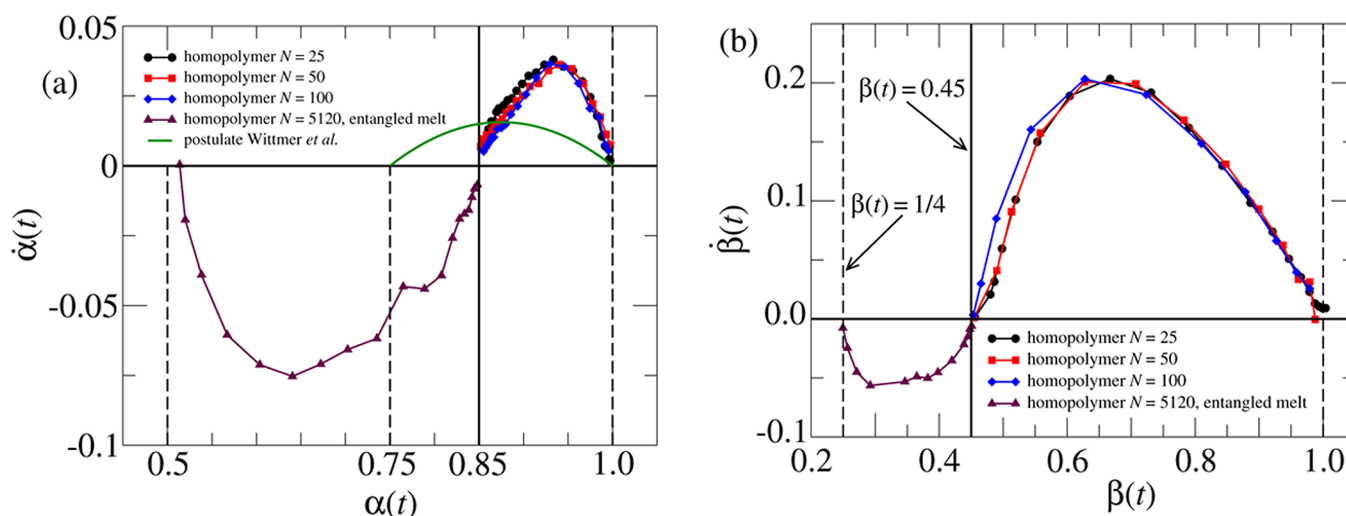 (a)
0.05
0
-0.05
-0.1
α̇(t)
homopolymer N = 25
homopolymer N = 50
homopolymer N = 100
homopolymer N = 5120, entangled melt
postulate Wittmer et al.
0.5
0.75
0.85
1.0
α(t)
(b)
0.2
0.1
0.0
-0.1
β̇(t)
β(t) = 0.45
β(t) = 1/4
homopolymer N = 25
homopolymer N = 50
homopolymer N = 100
homopolymer N = 5120, entangled melt
0.2
0.4
0.6
0.8
1.0
β(t)